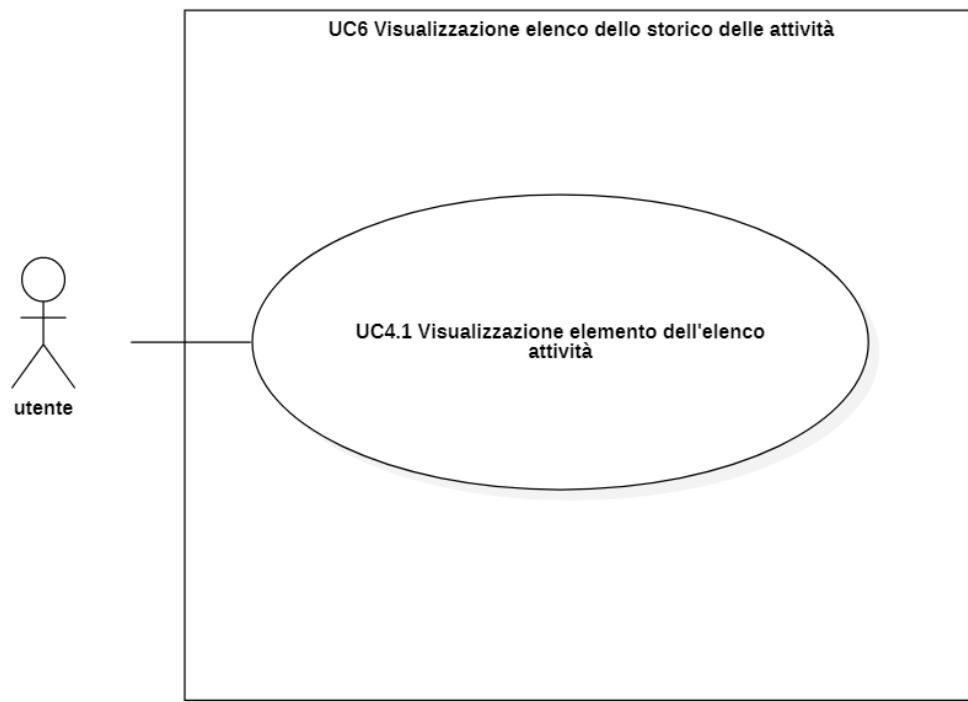 UC6 Visualizzazione elenco dello storico delle attività
UC4.1 Visualizzazione elemento dell'elenco
attività
utente